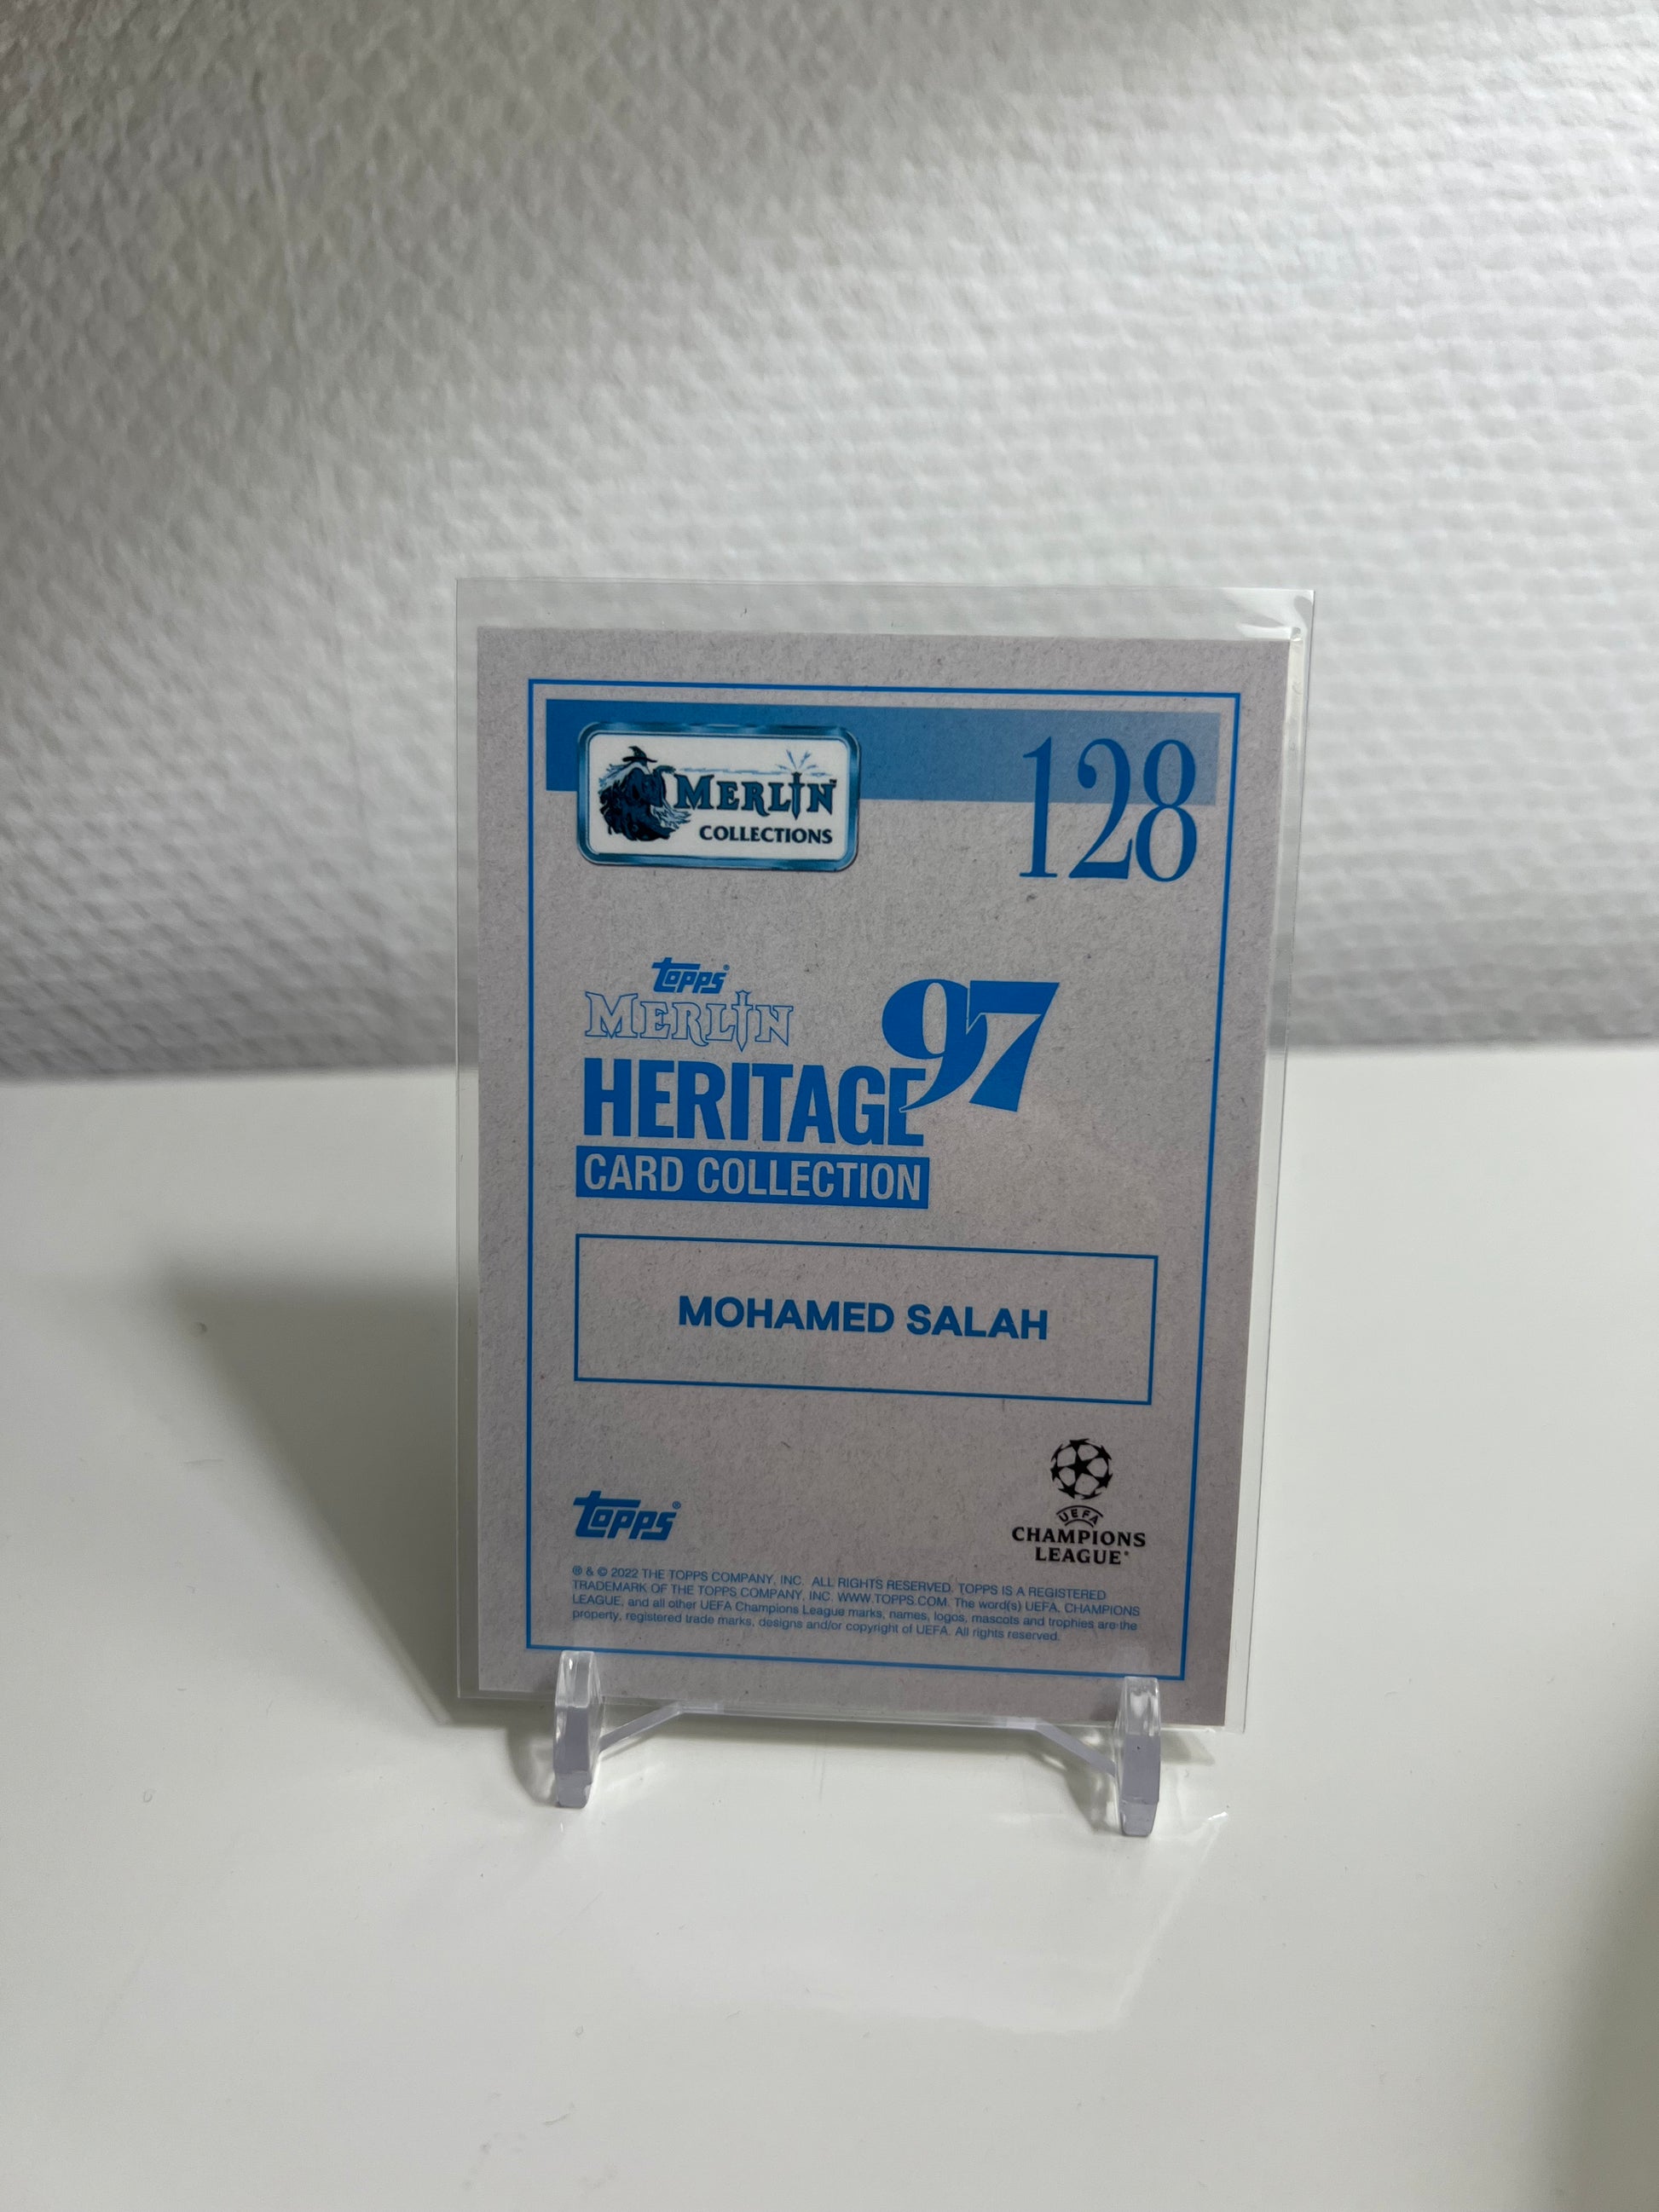 MERLIN™
COLLECTIONS
128
Topps®
MERLIN
97
HERITAGE
CARD COLLECTION
MOHAMED SALAH
Topps®
UEFA
CHAMPIONS
LEAGUE®
® & © 2022 THE TOPPS COMPANY, INC. ALL RIGHTS RESERVED. TOPPS IS A REGISTERED
TRADEMARK OF THE TOPPS COMPANY, INC. WWW.TOPPS.COM. The word(s) UEFA, CHAMPIONS
LEAGUE, and all other UEFA Champions League marks, names, logos, mascots and trophies are the
property, registered trade marks, designs and/or copyright of UEFA. All rights reserved.